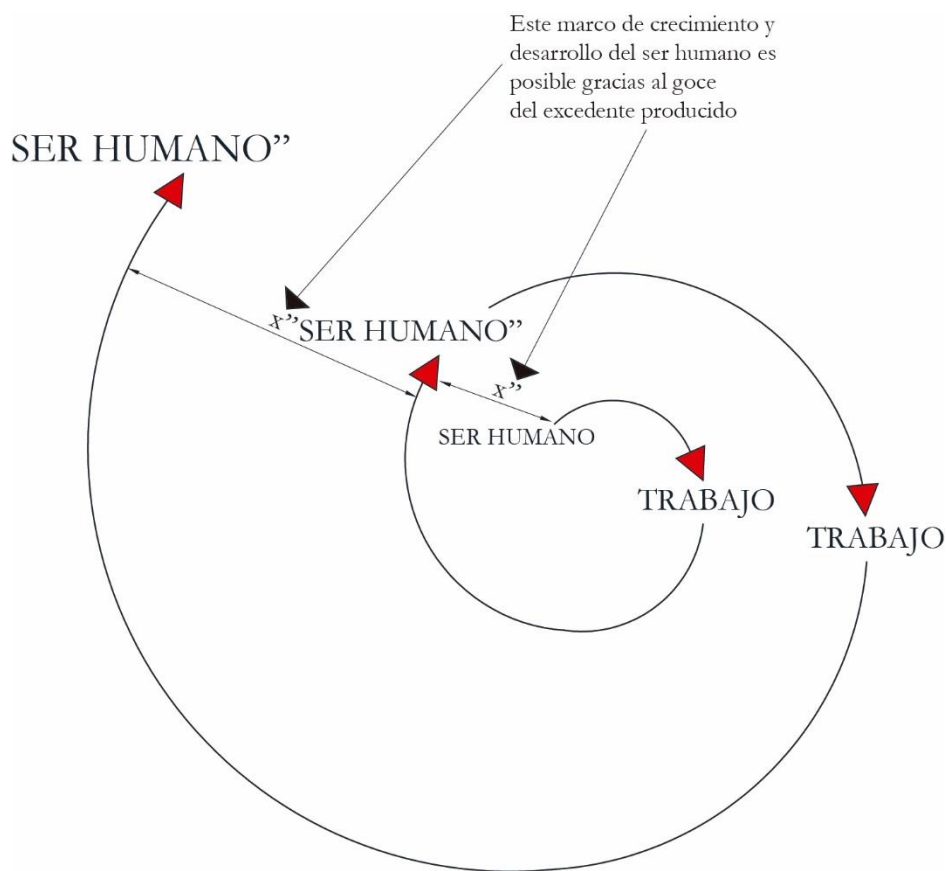 Este marco de crecimiento y
desarrollo del ser humano es
posible gracias al goce
del excedente producido
SER HUMANO”
x”
SER HUMANO”
x”
SER HUMANO
TRABAJO
TRABAJO